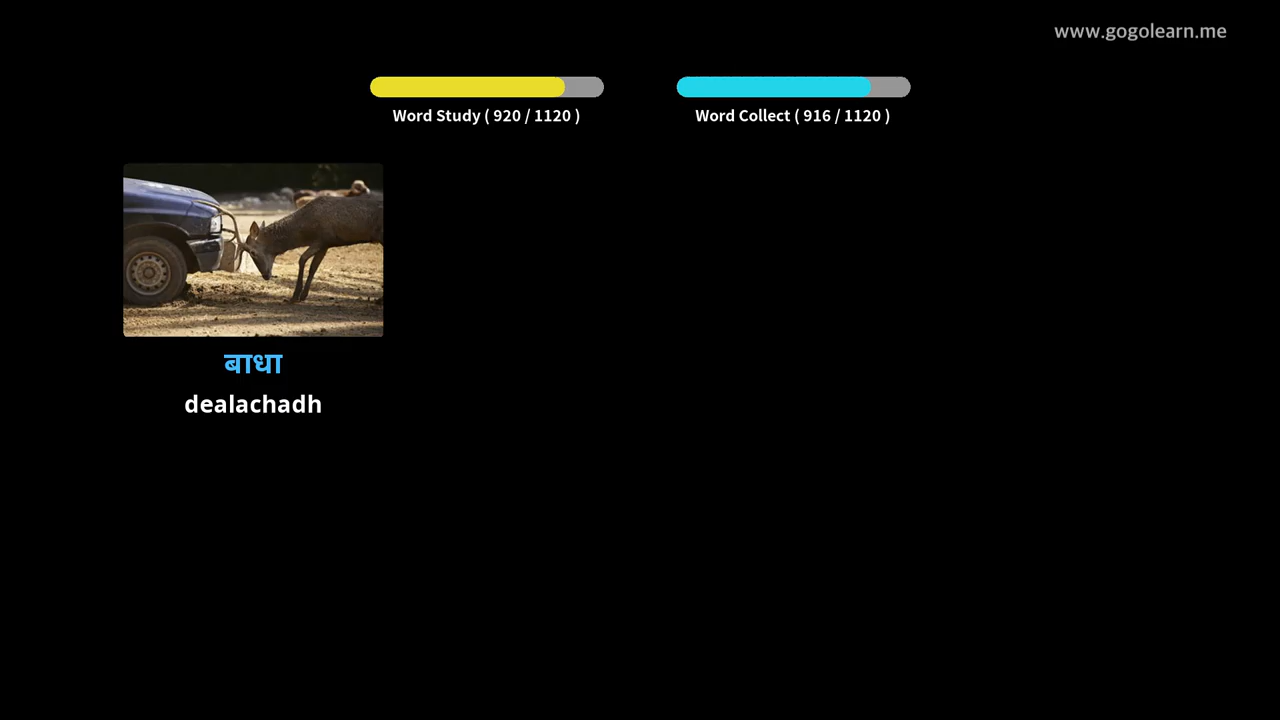 www.gogolearn.me
Word Study ( 920 / 1120 )
Word Collect ( 916 / 1120 )
बाधा
dealachadh